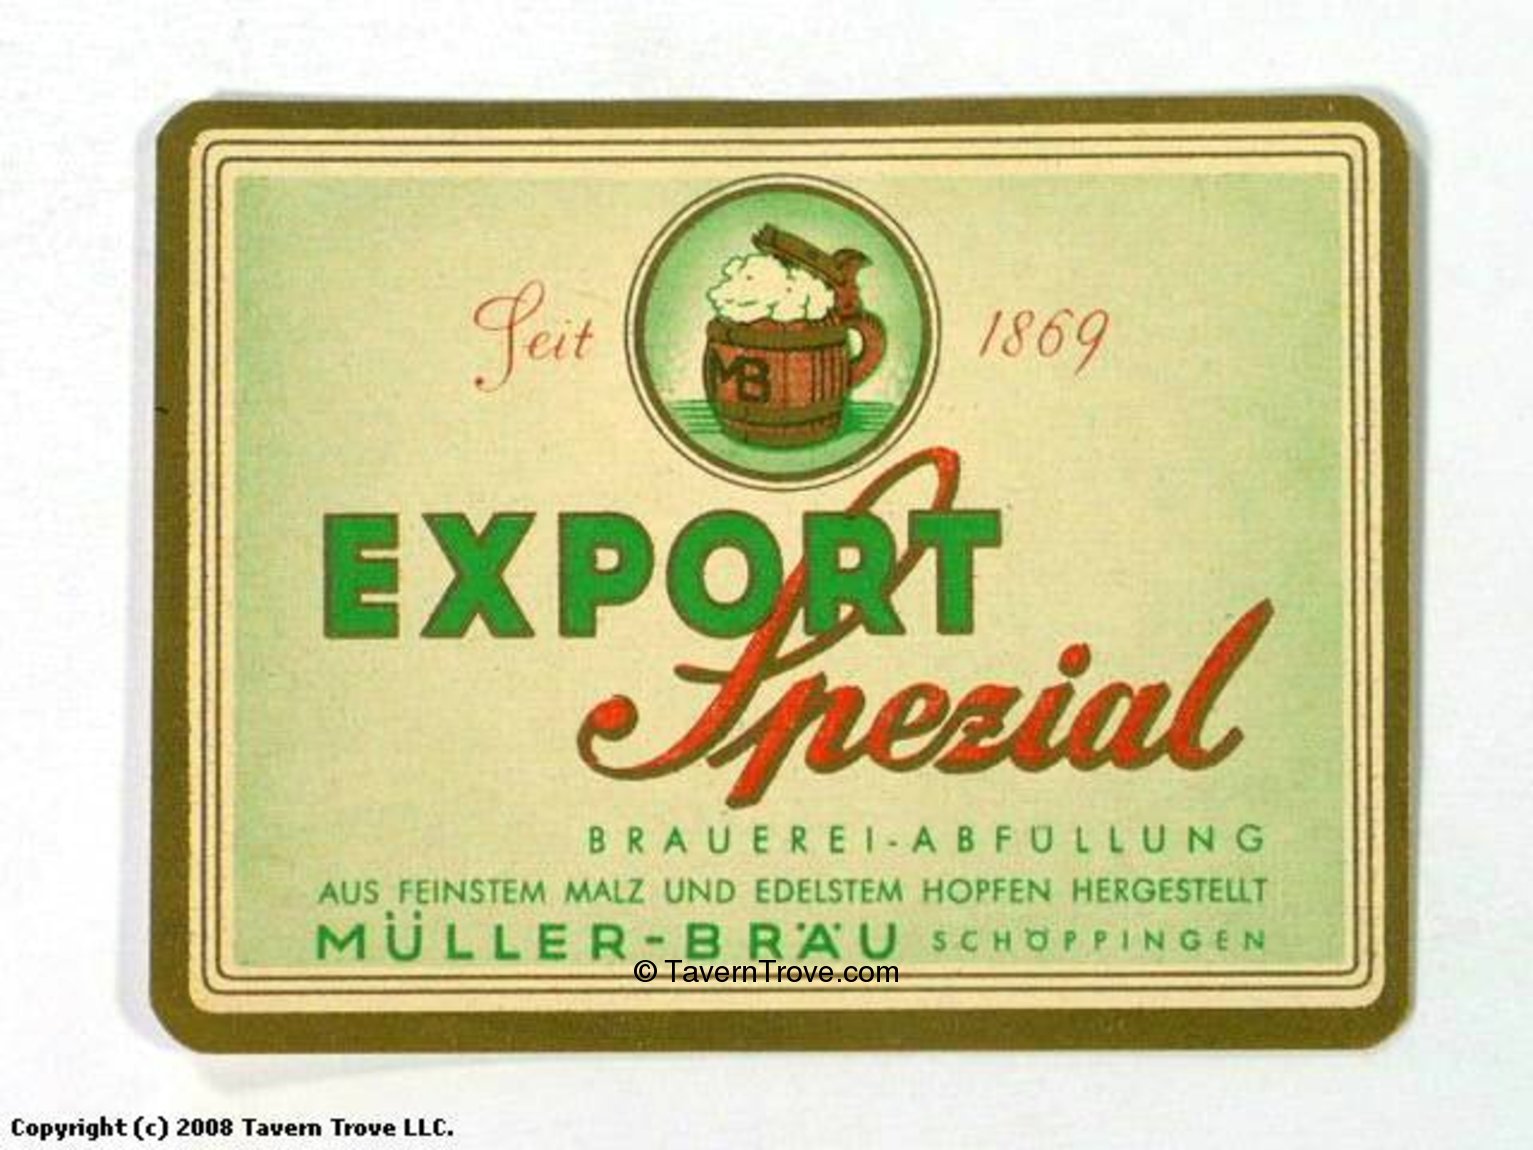 Seit 1869
MB
EXPORT
Spezial
BRAUEREI-ABFÜLLUNG
AUS FEINSTEM MALZ UND EDELSTEM HOPFEN HERGESTELLT
MÜLLER-BRÄU SCHÖPPINGEN
© TavernTrove.com
Copyright (c) 2008 Tavern Trove LLC.